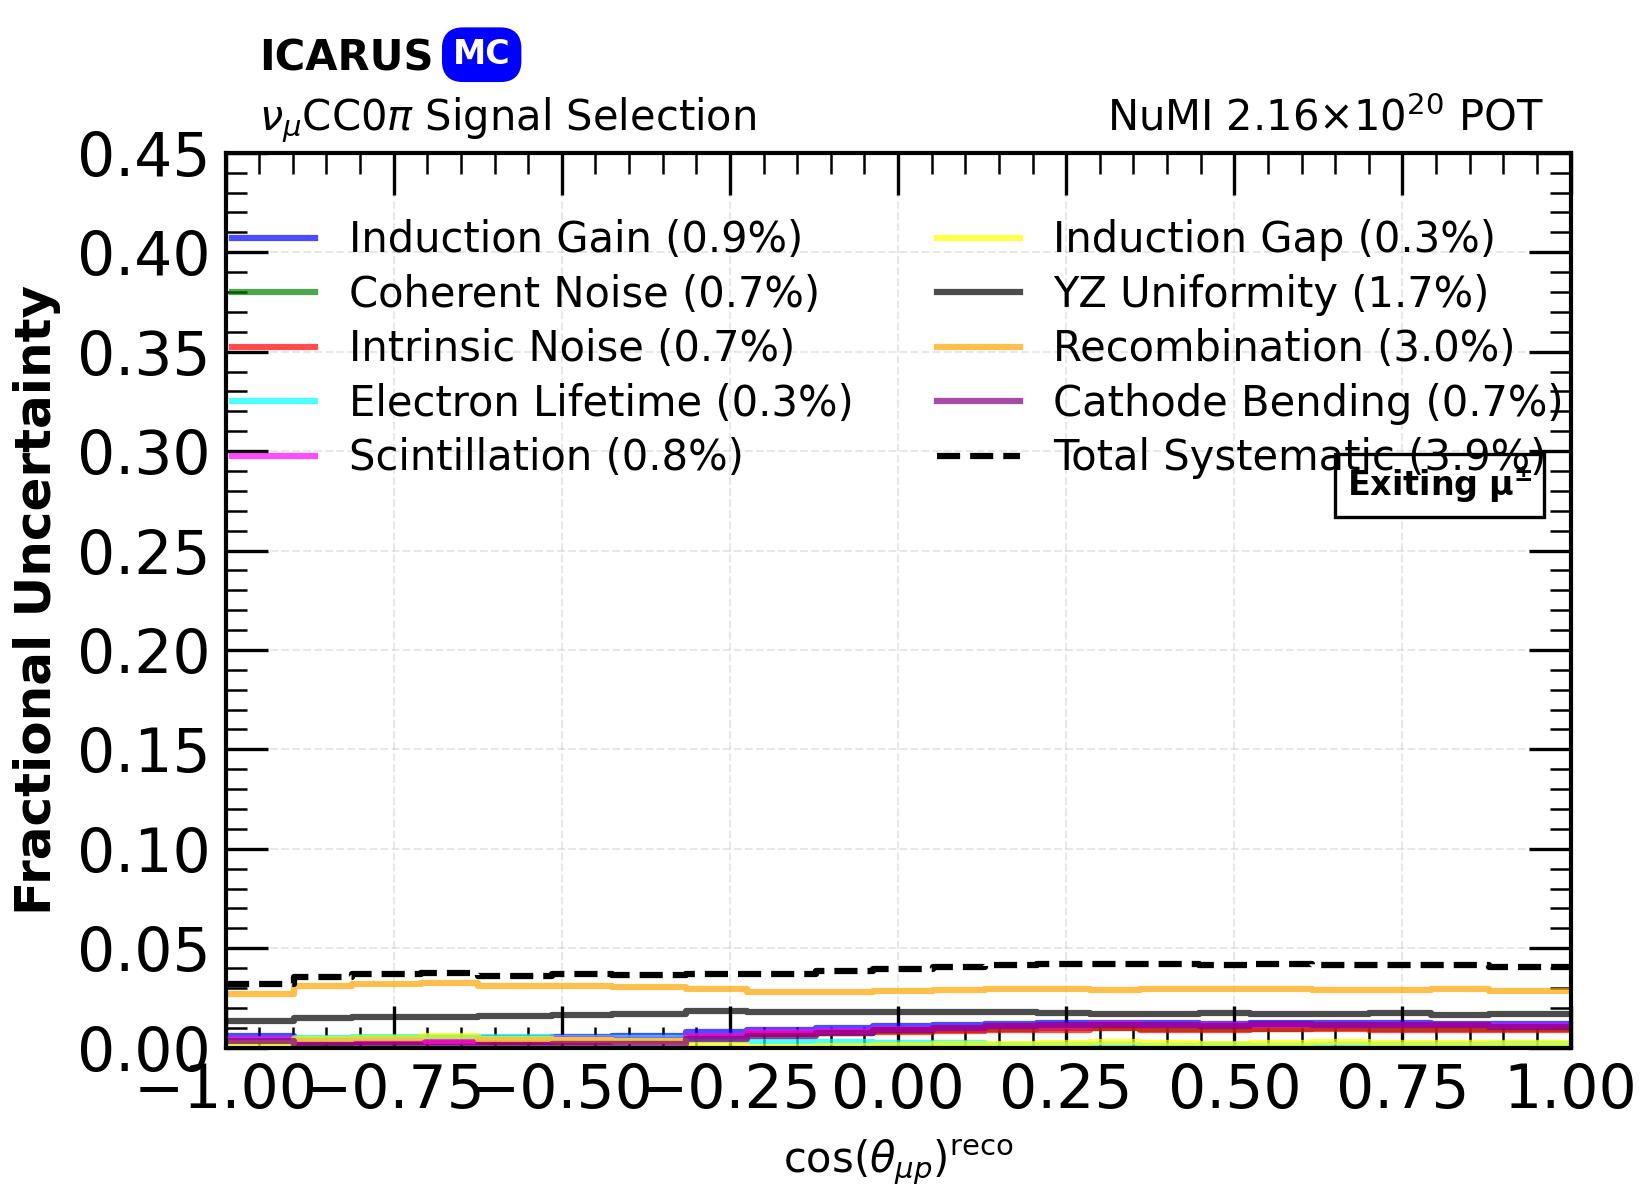 ICARUS MC
νμCC0π Signal Selection
NuMI 2.16×10²⁰ POT
Fractional Uncertainty
0.45
0.40
0.35
0.30
0.25
0.20
0.15
0.10
0.05
0.00
Induction Gain (0.9%)
Coherent Noise (0.7%)
Intrinsic Noise (0.7%)
Electron Lifetime (0.3%)
Scintillation (0.8%)
Induction Gap (0.3%)
YZ Uniformity (1.7%)
Recombination (3.0%)
Cathode Bending (0.7%)
Total Systematic (3.9%)
Exiting μ±
−1.00 −0.75 −0.50 −0.25 0.00 0.25 0.50 0.75 1.00
cos(θμp)reco